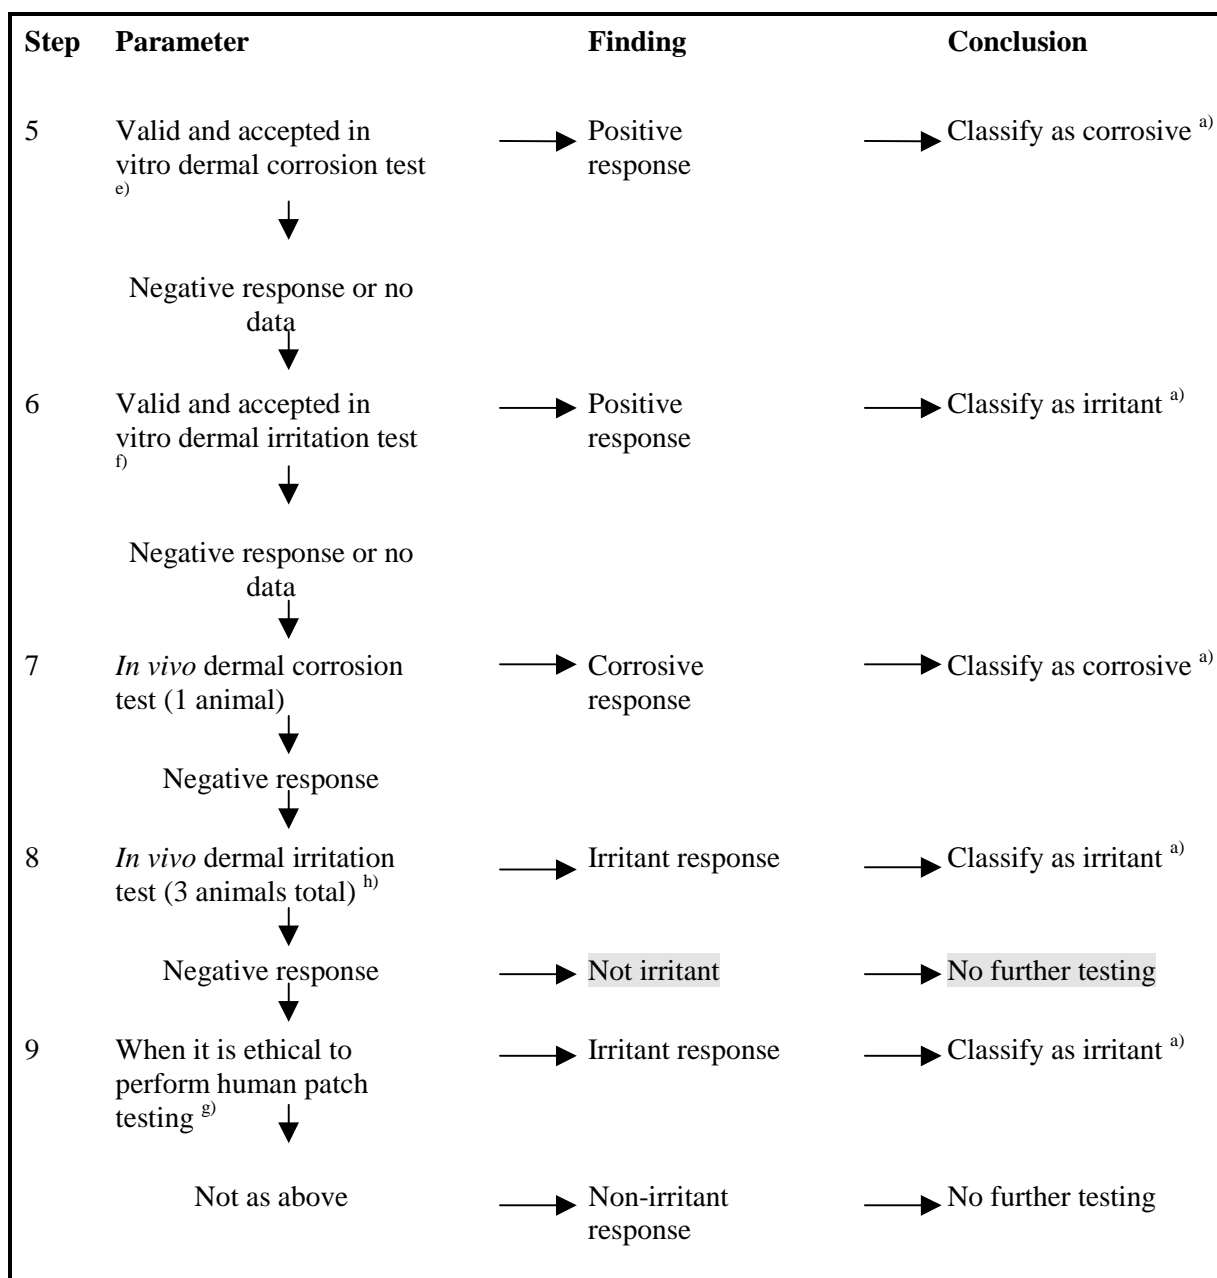 Step Parameter Finding Conclusion
5 Valid and accepted in Positive Classify as corrosive a)
vitro dermal corrosion test response
e)
Negative response or no
data
6 Valid and accepted in Positive Classify as irritant a)
vitro dermal irritation test response
f)
Negative response or no
data
7 In vivo dermal corrosion Corrosive Classify as corrosive a)
test (1 animal) response
Negative response
8 In vivo dermal irritation Irritant response Classify as irritant a)
test (3 animals total) h)
Negative response Not irritant No further testing
9 When it is ethical to Irritant response Classify as irritant a)
perform human patch
testing g)
Not as above Non-irritant No further testing
response